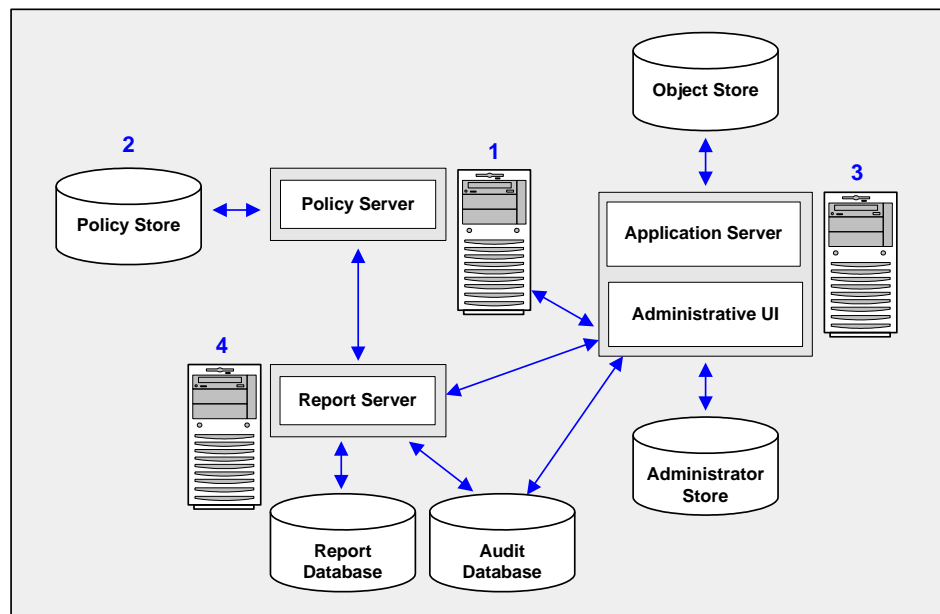 Object Store
2
1
3
Policy Store
Policy Server
Application Server
Administrative UI
4
Report Server
Administrator
Store
Report
Database
Audit
Database